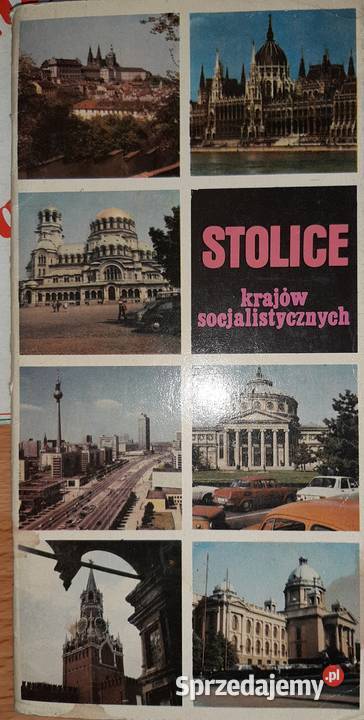 STOLICE
krajów
socjalistycznych
Sprzedajemy.pl